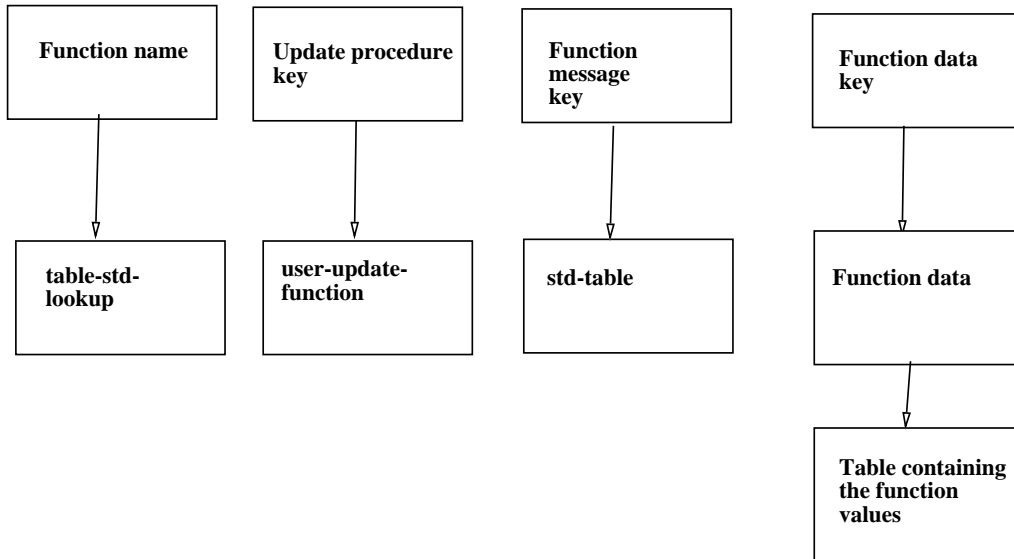 Function name
Update procedure
key
Function
message
key
Function data
key
table-std-
lookup
user-update-
function
std-table
Function data
Table containing
the function
values